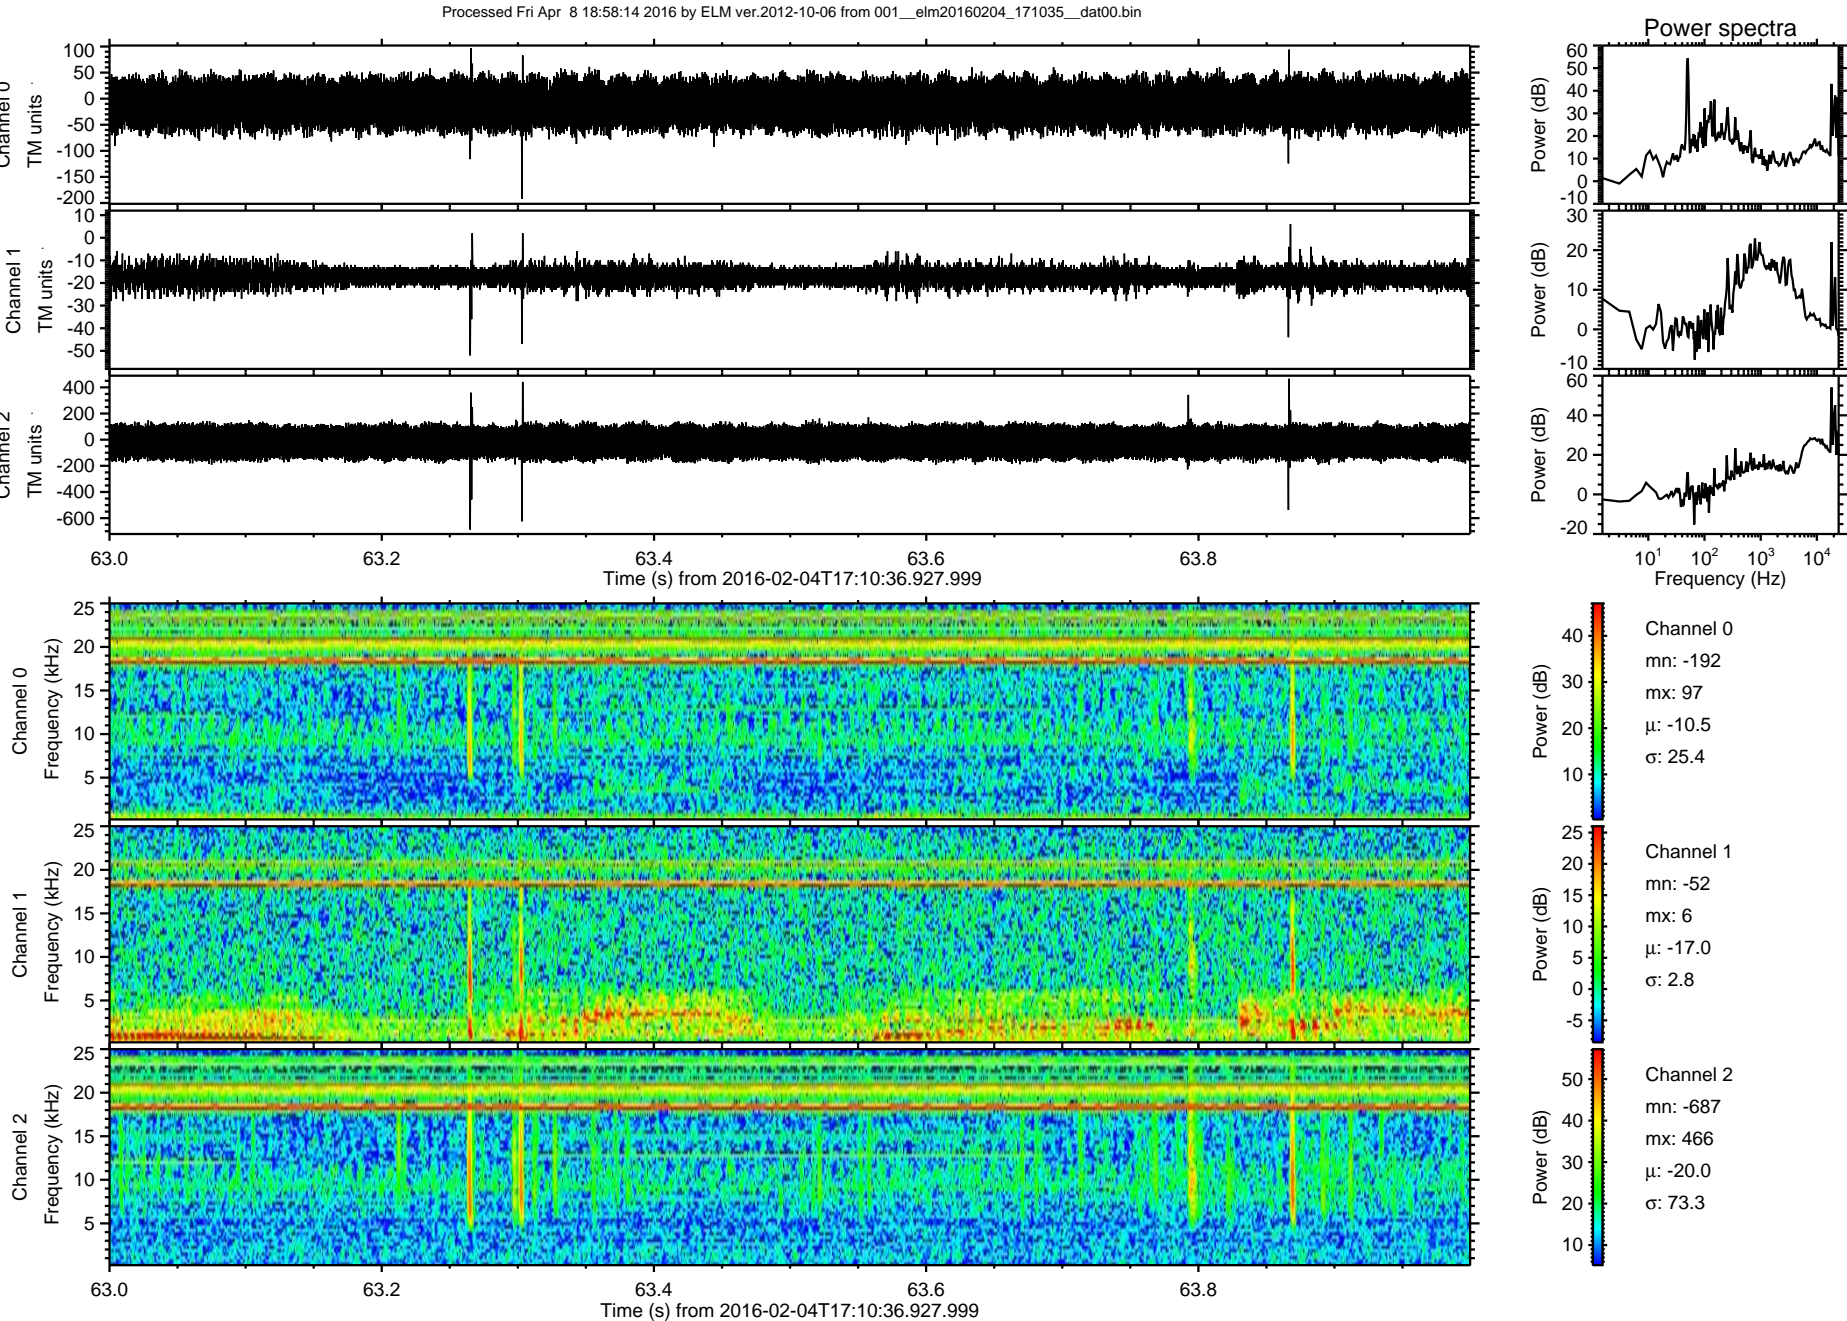 Processed Fri Apr  8 18:58:14 2016 by ELM ver.2012-10-06 from 001__elm20160204_171035__dat00.bin
Power spectra
Channel 0
TM units
100
50
0
-50
-100
-150
-200
Power (dB)
60
50
40
30
20
10
0
-10
Channel 1
TM units
10
0
-10
-20
-30
-40
-50
Power (dB)
30
20
10
0
-10
Channel 2
TM units
400
200
0
-200
-400
-600
Power (dB)
60
40
20
0
-20
63.0 63.2 63.4 63.6 63.8
Time (s) from 2016-02-04T17:10:36.927.999
10¹ 10² 10³ 10⁴
Frequency (Hz)
Channel 0
Frequency (kHz)
25
20
15
10
5
Power (dB)
40
30
20
10
Channel 0
mn: -192
mx: 97
μ: -10.5
σ: 25.4
Channel 1
Frequency (kHz)
25
20
15
10
5
Power (dB)
25
20
15
10
5
0
-5
Channel 1
mn: -52
mx: 6
μ: -17.0
σ: 2.8
Channel 2
Frequency (kHz)
25
20
15
10
5
Power (dB)
50
40
30
20
10
Channel 2
mn: -687
mx: 466
μ: -20.0
σ: 73.3
63.0 63.2 63.4 63.6 63.8
Time (s) from 2016-02-04T17:10:36.927.999